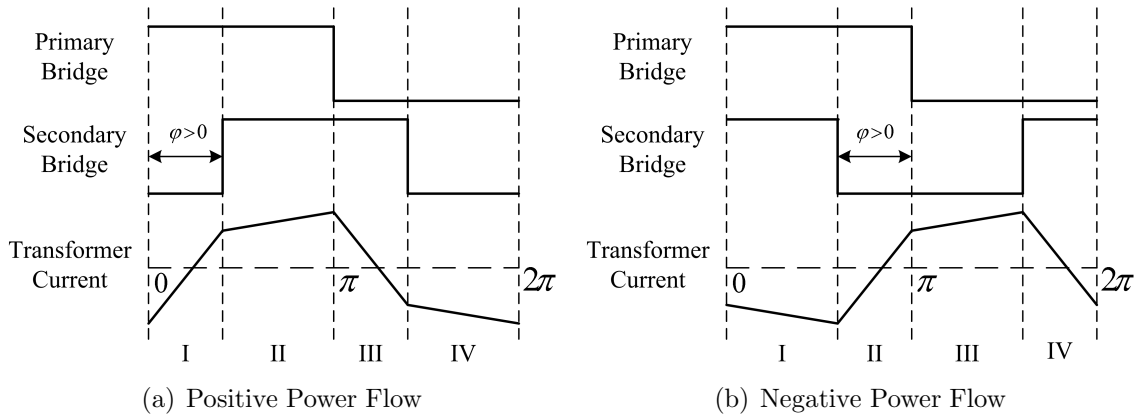 Primary
Bridge
Secondary
Bridge
φ>0
Transformer
Current
0
π
2π
I
II
III
IV
(a) Positive Power Flow
Primary
Bridge
Secondary
Bridge
φ>0
Transformer
Current
0
π
2π
I
II
III
IV
(b) Negative Power Flow